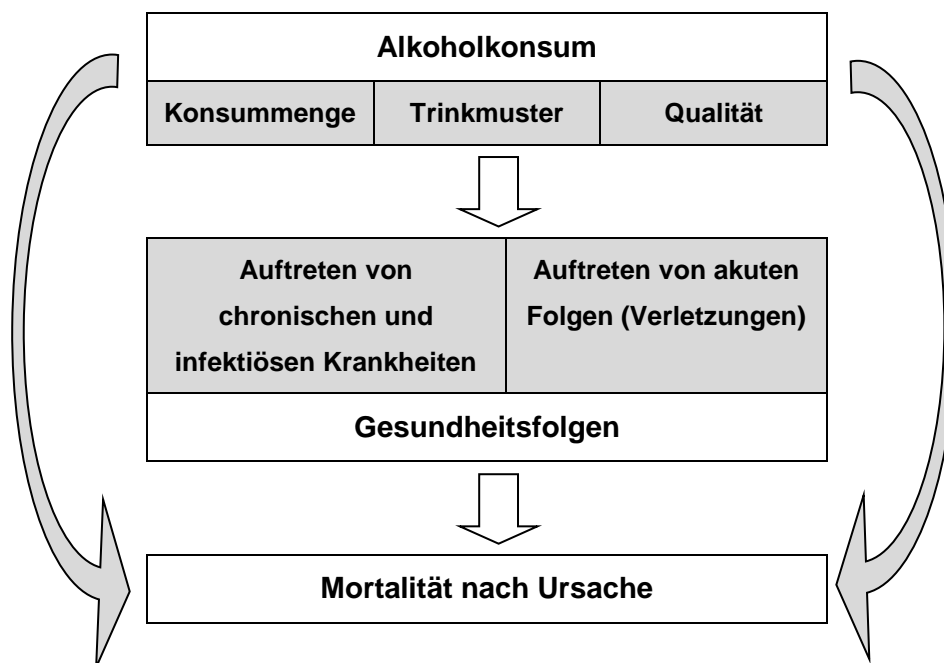 Alkoholkonsum
Konsummenge
Trinkmuster
Qualität
Auftreten von
chronischen und
infektiösen Krankheiten
Auftreten von akuten
Folgen (Verletzungen)
Gesundheitsfolgen
Mortalität nach Ursache